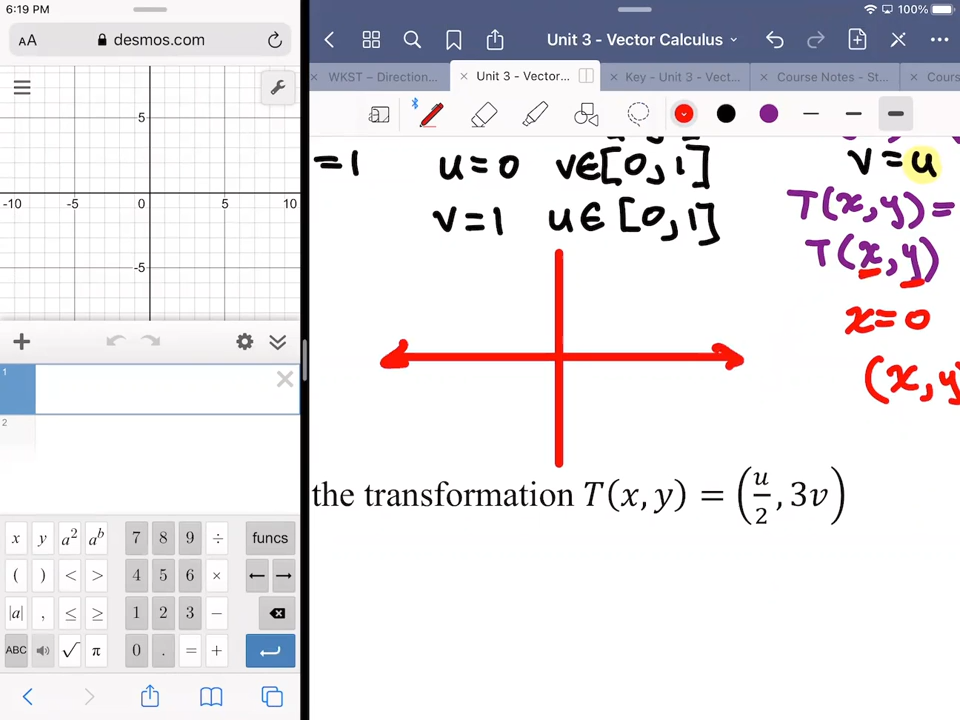 6:19 PM
100%
AA desmos.com
Unit 3 - Vector Calculus
WKST – Direction...
Unit 3 - Vector...
Key - Unit 3 - Vect...
Course Notes - St...
Cours
5
-10 -5 0 5 10
-5
1
2
x y a² aᵇ 7 8 9 ÷ funcs
( ) < > 4 5 6 × ← →
|a| , ≤ ≥ 1 2 3 −
ABC √ π 0 . = +
= 1 u = 0 v∈[0,1]
v = 1 u∈[0,1]
v = u
T(x,y) =
T(x,y)
x = 0
(x,y)
the transformation T(x, y) = (u/2, 3v)